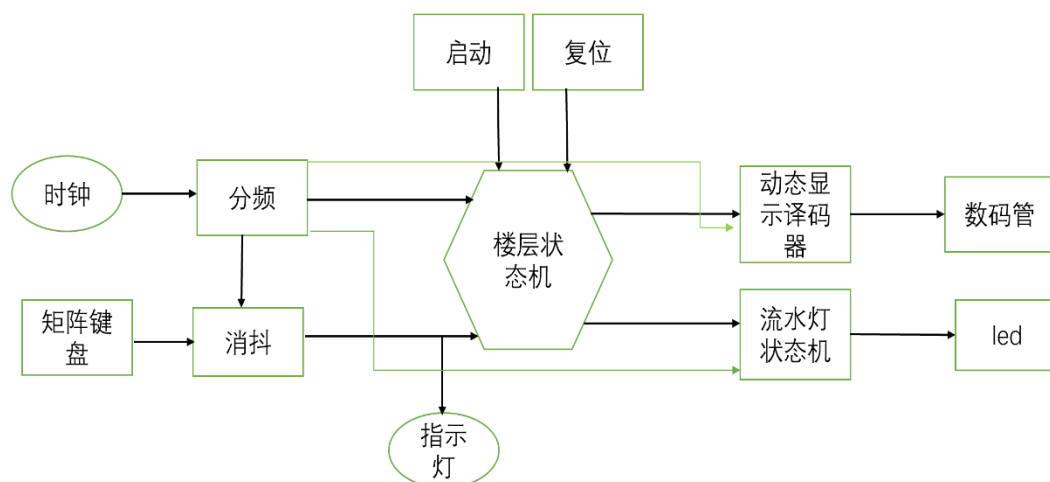 启动
复位
时钟
分频
楼层状
态机
动态显
示译码
器
数码管
矩阵键
盘
消抖
流水灯
状态机
led
指示
灯